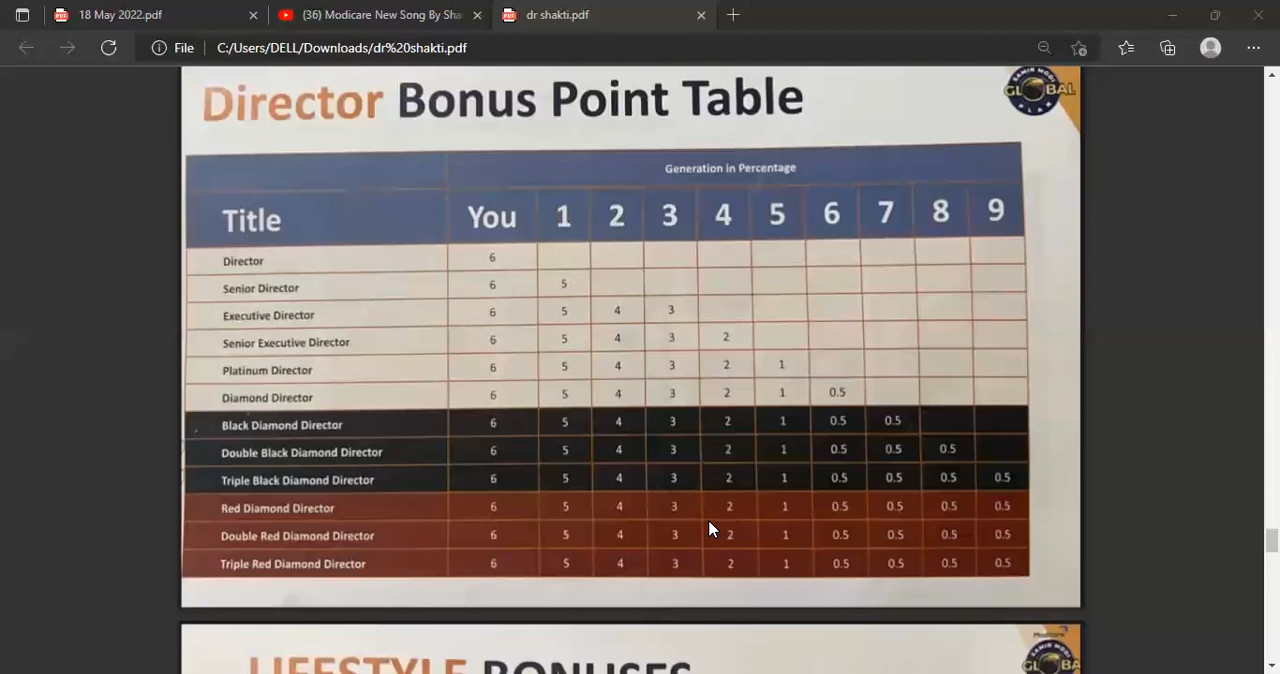 18 May 2022.pdf
(36) Modicare New Song By Sha
dr shakti.pdf
File
C:/Users/DELL/Downloads/dr%20shakti.pdf
Director Bonus Point Table
SAMIR MODI
GLOBAL
PLAN
Generation in Percentage
Title You 1 2 3 4 5 6 7 8 9
Director 6
Senior Director 6 5
Executive Director 6 5 4 3
Senior Executive Director 6 5 4 3 2
Platinum Director 6 5 4 3 2 1
Diamond Director 6 5 4 3 2 1 0.5
Black Diamond Director 6 5 4 3 2 1 0.5 0.5
Double Black Diamond Director 6 5 4 3 2 1 0.5 0.5 0.5
Triple Black Diamond Director 6 5 4 3 2 1 0.5 0.5 0.5 0.5
Red Diamond Director 6 5 4 3 2 1 0.5 0.5 0.5 0.5
Double Red Diamond Director 6 5 4 3 2 1 0.5 0.5 0.5 0.5
Triple Red Diamond Director 6 5 4 3 2 1 0.5 0.5 0.5 0.5
LIFESTYLE BONUSES
Modicare
SAMIR MODI
GLOBA